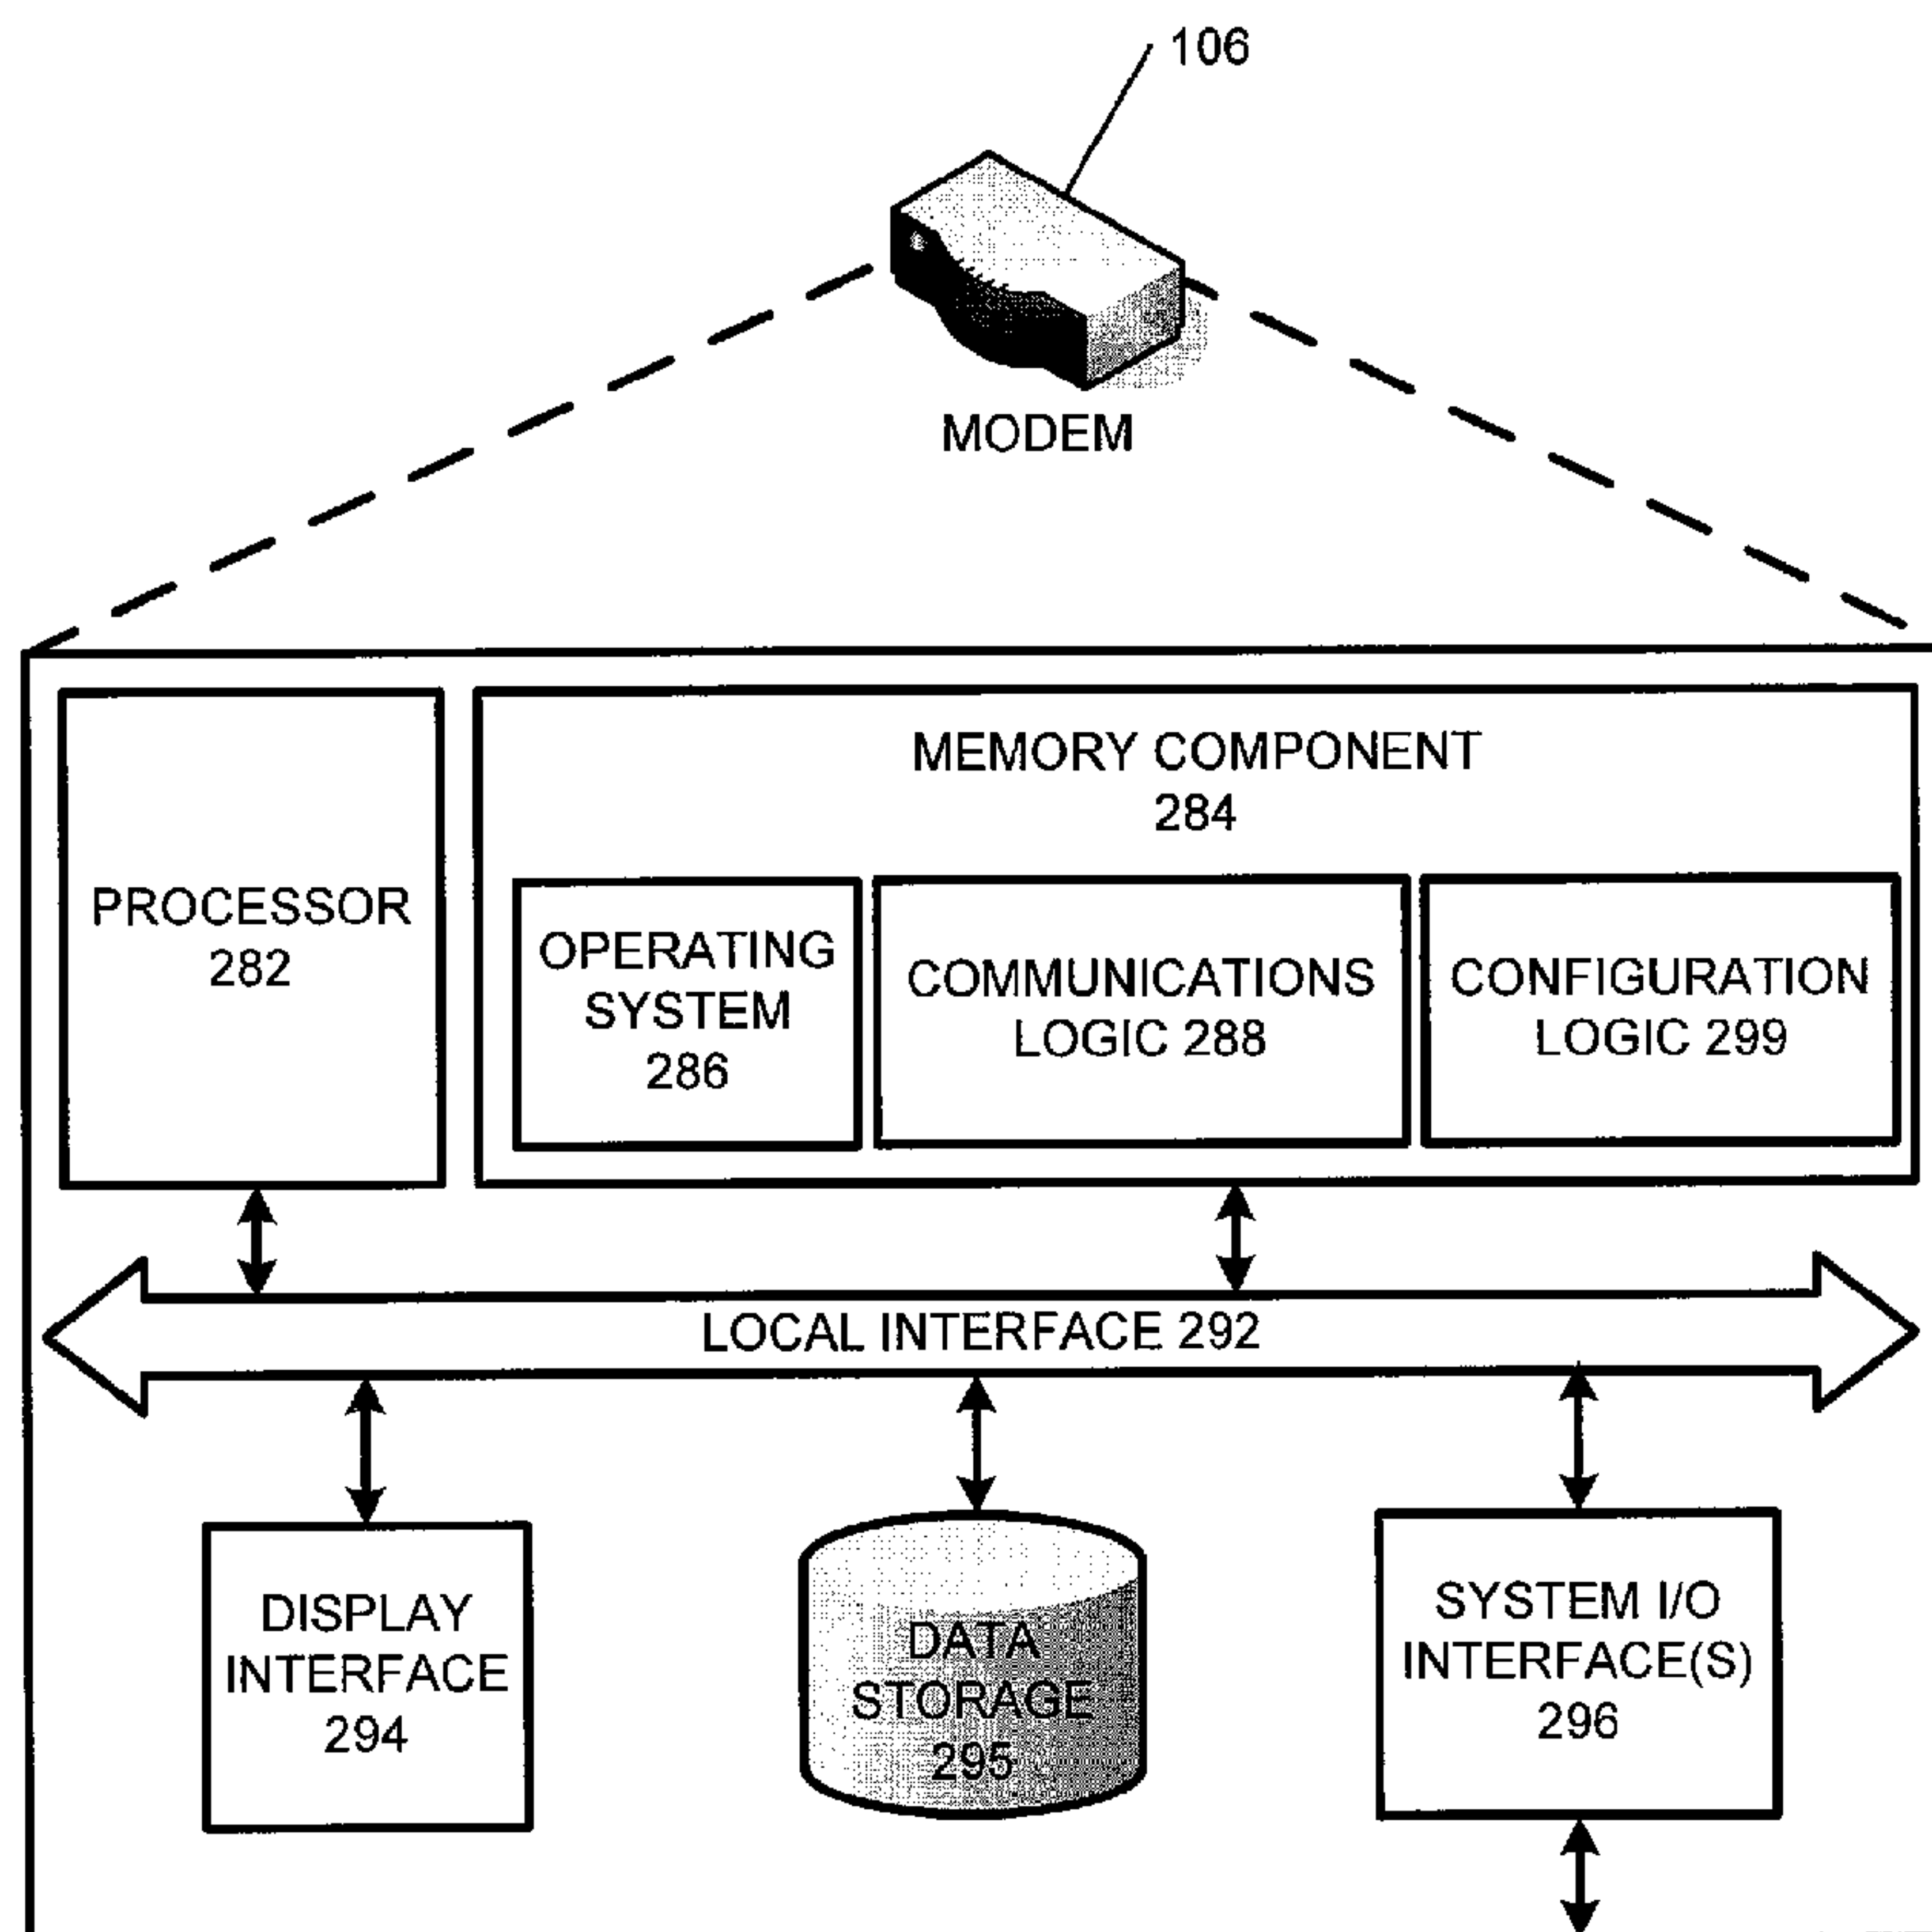 106
MODEM
MEMORY COMPONENT
284
PROCESSOR
282
OPERATING
SYSTEM
286
COMMUNICATIONS
LOGIC 288
CONFIGURATION
LOGIC 299
LOCAL INTERFACE 292
DISPLAY
INTERFACE
294
DATA
STORAGE
295
SYSTEM I/O
INTERFACE(S)
296